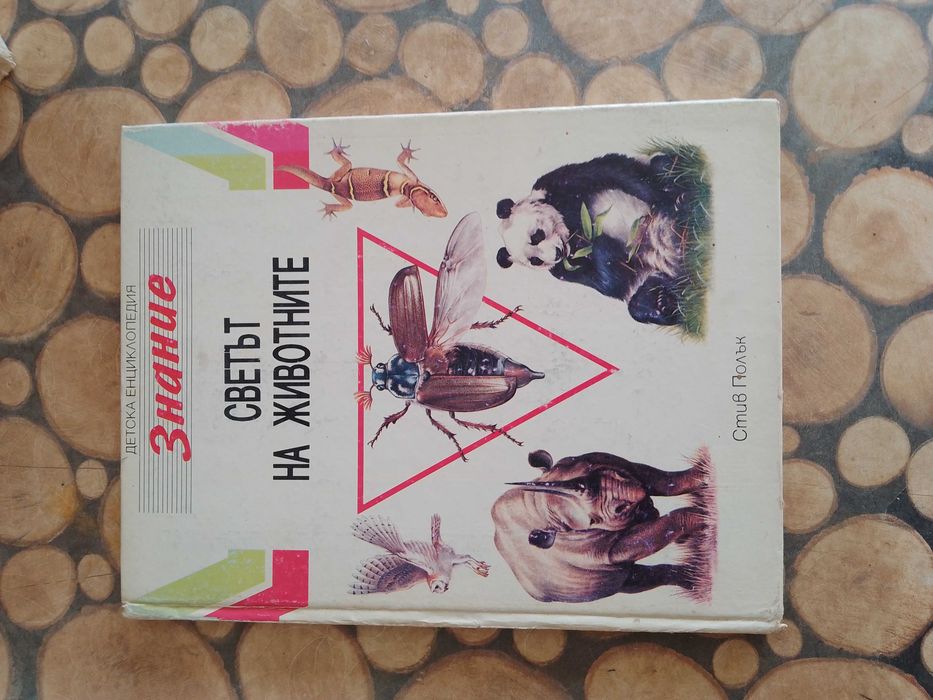 ДЕТСКА ЕНЦИКЛОПЕДИЯ
Знание
СВЕТЪТ
НА ЖИВОТНИТЕ
Стив Полък